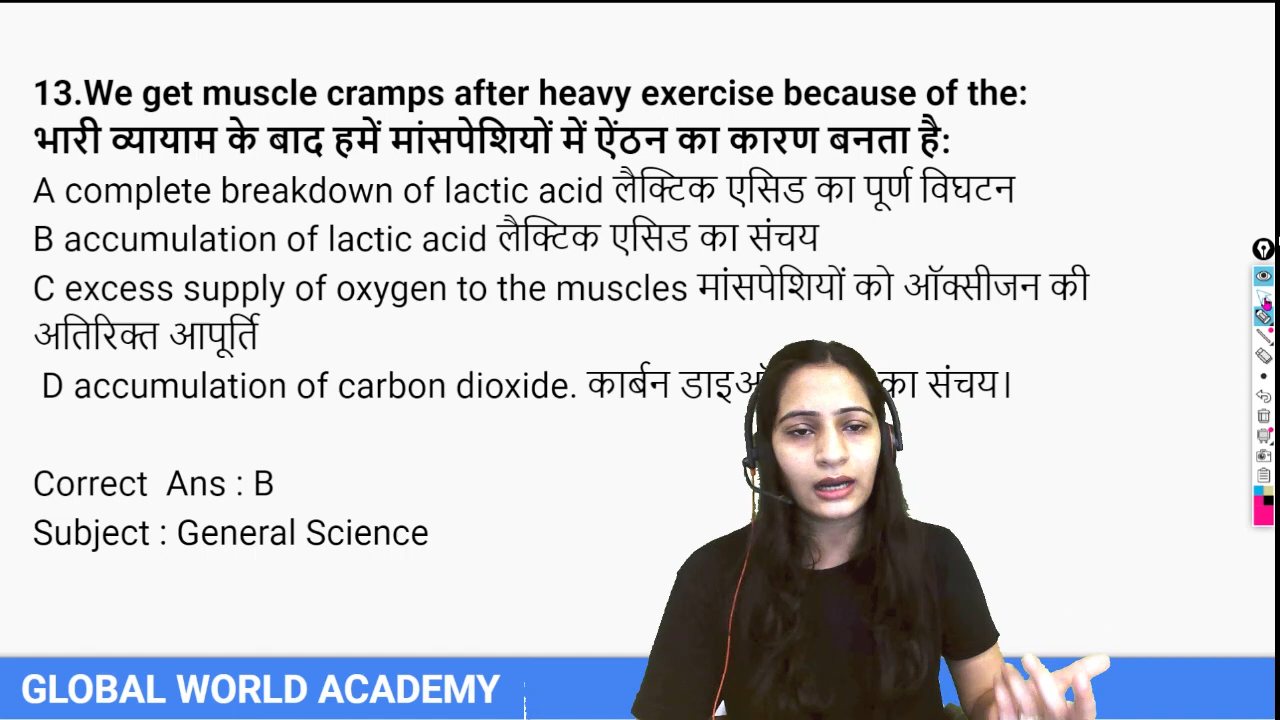 13.We get muscle cramps after heavy exercise because of the:
भारी व्यायाम के बाद हमें मांसपेशियों में ऐंठन का कारण बनता है:
A complete breakdown of lactic acid लैक्टिक एसिड का पूर्ण विघटन
B accumulation of lactic acid लैक्टिक एसिड का संचय
C excess supply of oxygen to the muscles मांसपेशियों को ऑक्सीजन की
अतिरिक्त आपूर्ति
D accumulation of carbon dioxide. कार्बन का संचय।
Correct Ans : B
Subject : General Science
GLOBAL WORLD ACADEMY